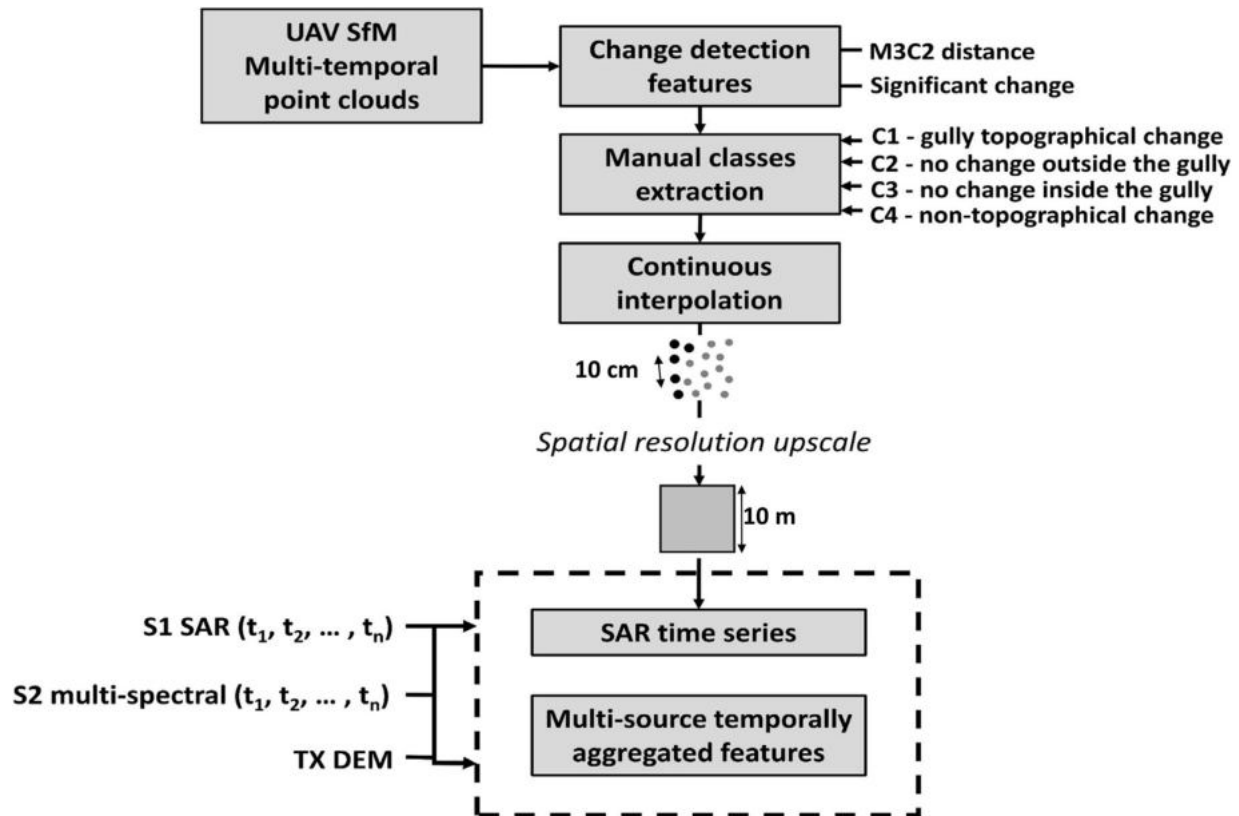 UAV SfM
Multi-temporal
point clouds
Change detection
features
M3C2 distance
Significant change
Manual classes
extraction
C1 - gully topographical change
C2 - no change outside the gully
C3 - no change inside the gully
C4 - non-topographical change
Continuous
interpolation
10 cm
Spatial resolution upscale
10 m
S1 SAR (t₁, t₂, ... , tₙ)
SAR time series
S2 multi-spectral (t₁, t₂, ... , tₙ)
Multi-source temporally
aggregated features
TX DEM